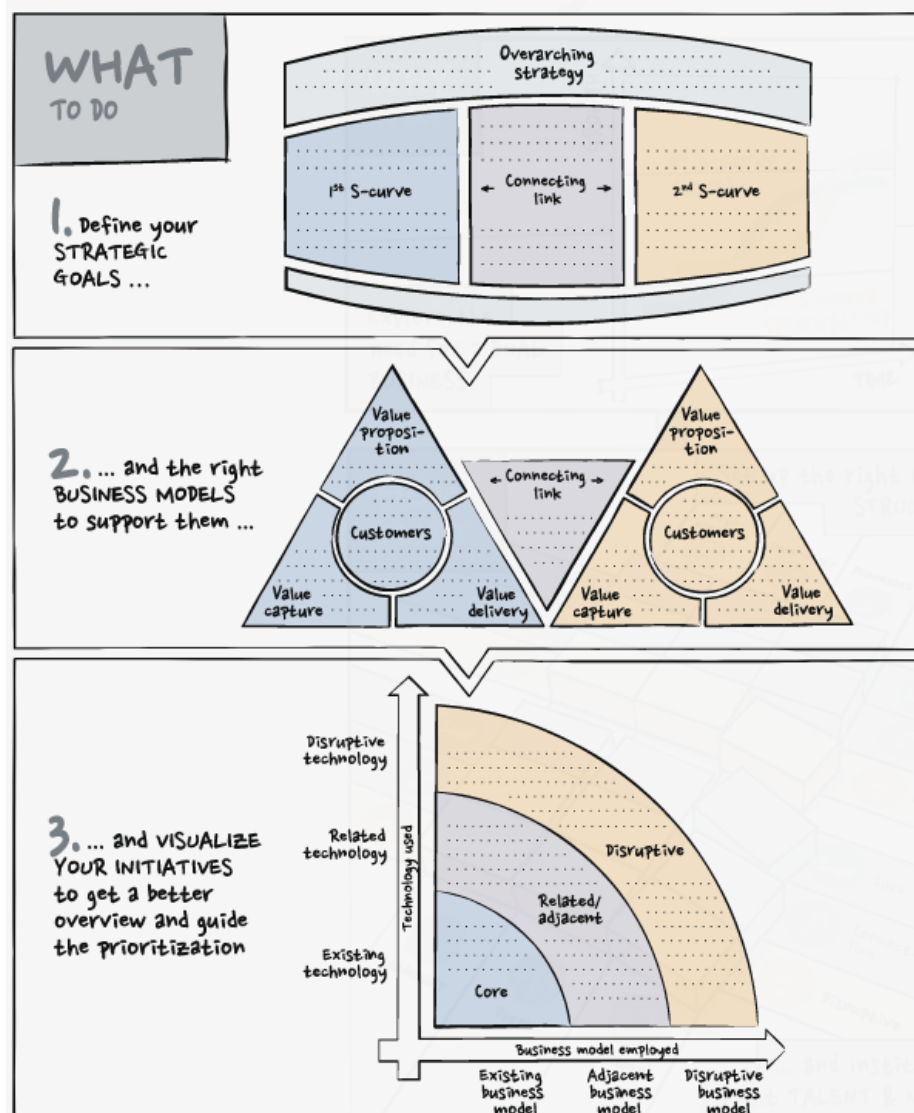 WHAT
TO DO
1. Define your
STRATEGIC
GOALS ...
Overarching
strategy
1st S-curve
Connecting
link
2nd S-curve
2. ... and the right
BUSINESS MODELS
to support them ...
Value
proposi-
tion
Customers
Value
capture
Value
delivery
Connecting
link
Value
proposi-
tion
Customers
Value
capture
Value
delivery
3. ... and VISUALIZE
YOUR INITIATIVES
to get a better
overview and guide
the prioritization
Technology used
Disruptive
technology
Related
technology
Existing
technology
Disruptive
Related/
adjacent
Core
Business model employed
Existing
business
model
Adjacent
business
model
Disruptive
business
model